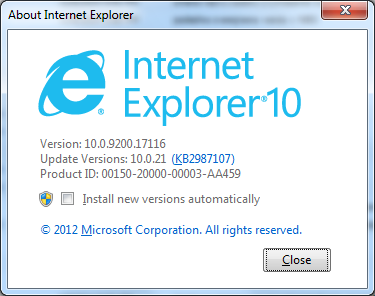 About Internet Explorer
Internet
Explorer®10
Version: 10.0.9200.17116
Update Versions: 10.0.21 (KB2987107)
Product ID: 00150-20000-00003-AA459
Install new versions automatically
© 2012 Microsoft Corporation. All rights reserved.
Close